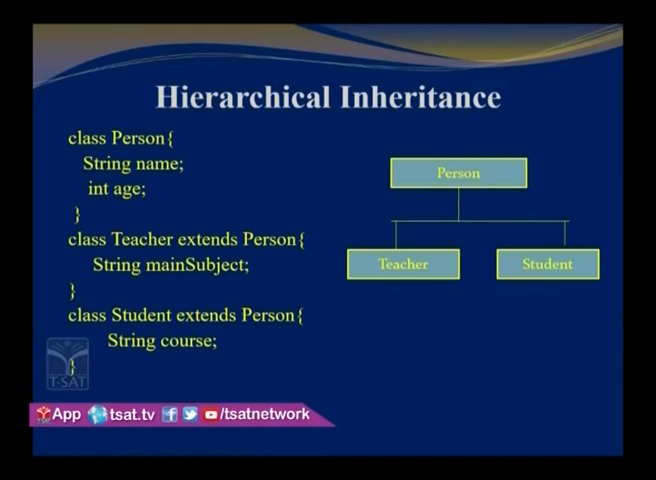 Hierarchical Inheritance
class Person{
String name;
int age;
}
class Teacher extends Person{
String mainSubject;
}
class Student extends Person{
String course;
}
Person
Teacher
Student
T-SAT
App tsat.tv /tsatnetwork